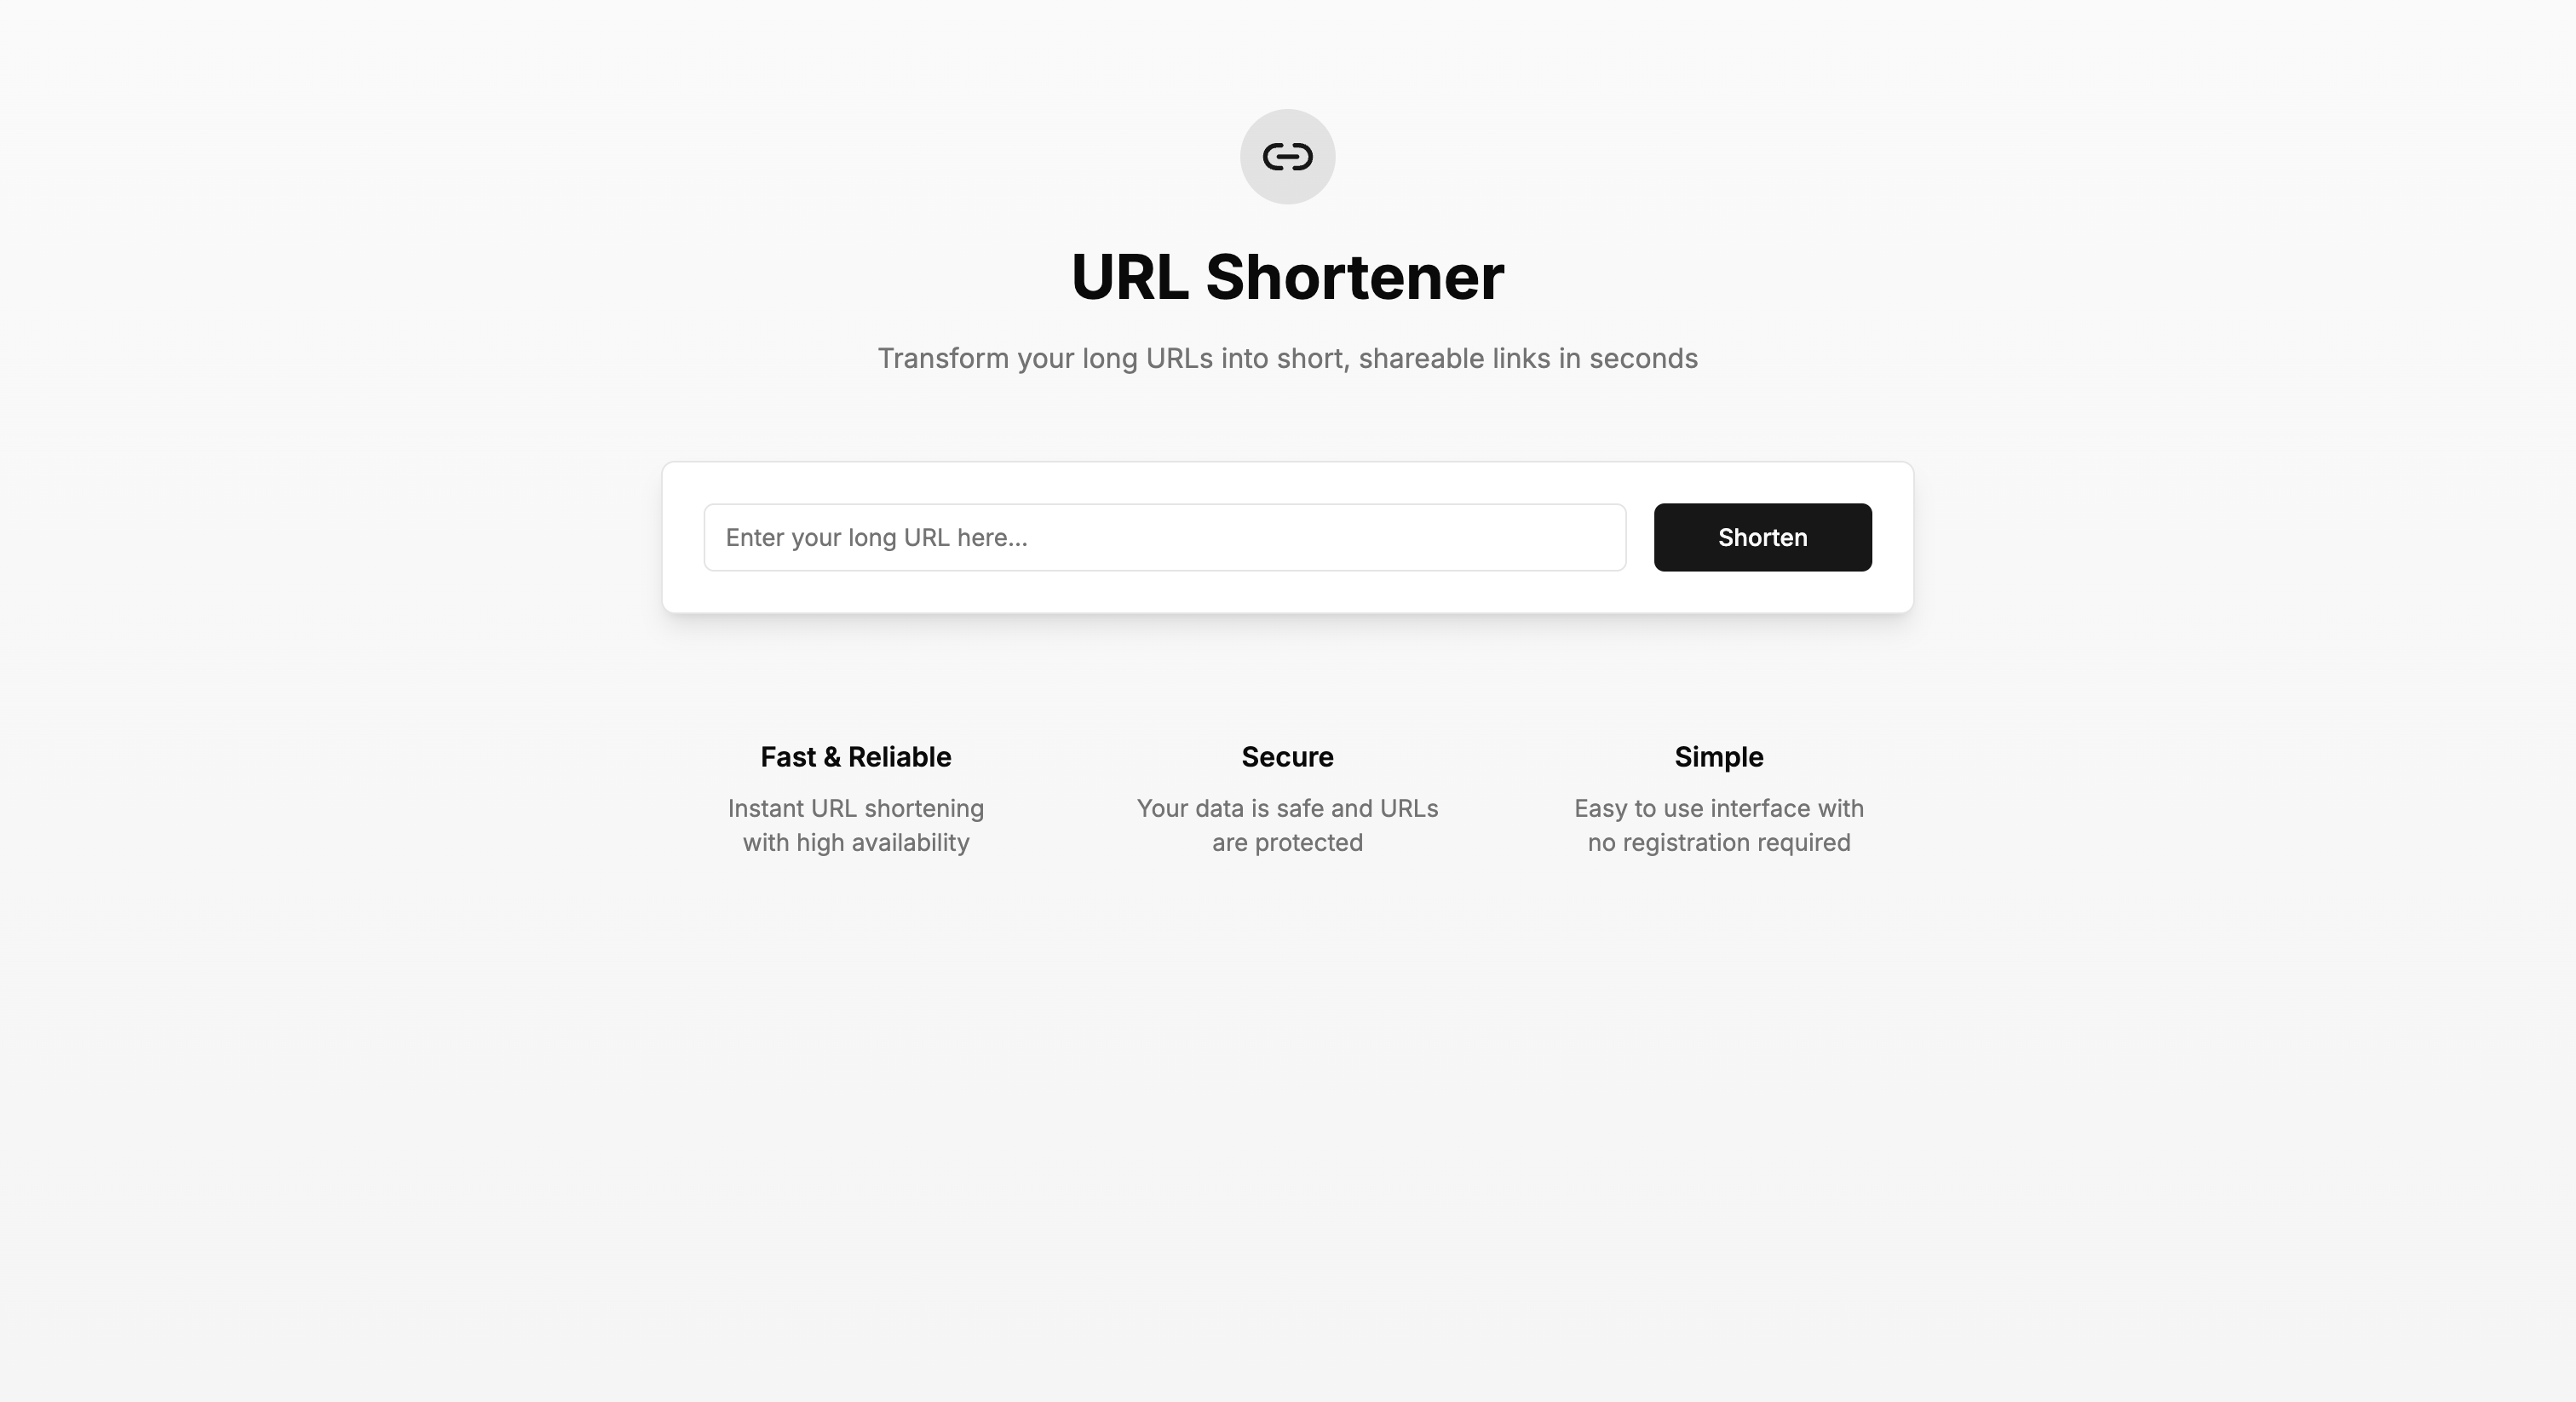 URL Shortener
Transform your long URLs into short, shareable links in seconds
Enter your long URL here...
Shorten
Fast & Reliable
Instant URL shortening
with high availability
Secure
Your data is safe and URLs
are protected
Simple
Easy to use interface with
no registration required